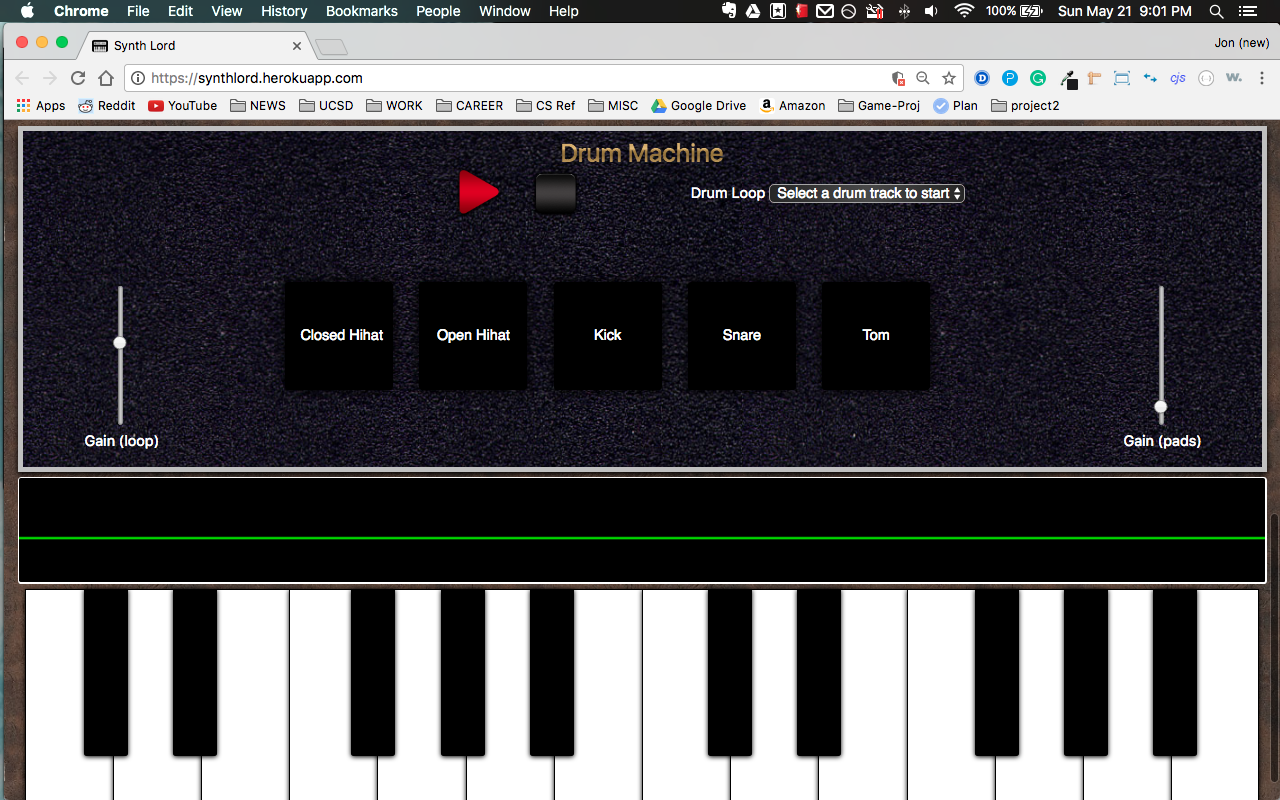 Chrome File Edit View History Bookmarks People Window Help 100% Sun May 21 9:01 PM
Synth Lord Jon (new)
https://synthlord.herokuapp.com cjs W.
Apps Reddit YouTube NEWS UCSD WORK CAREER CS Ref MISC Google Drive Amazon Game-Proj Plan project2
Drum Machine
Drum Loop Select a drum track to start
Closed Hihat Open Hihat Kick Snare Tom
Gain (loop) Gain (pads)